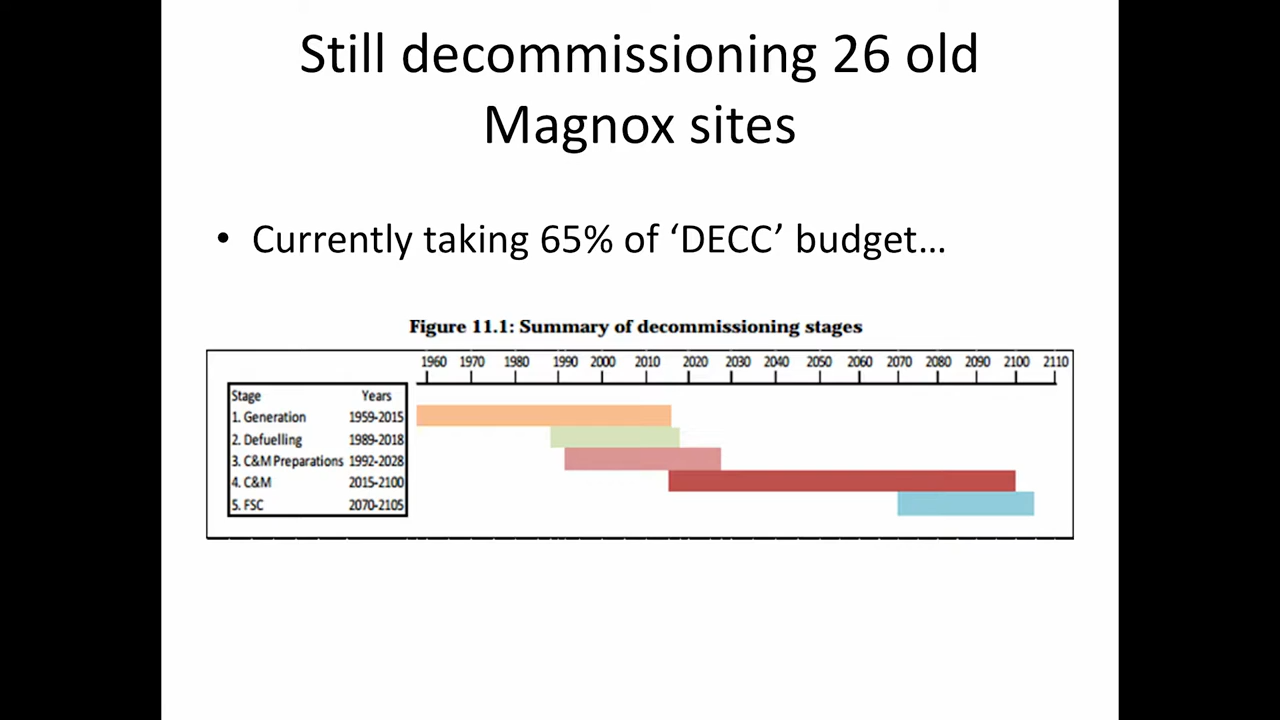 Still decommissioning 26 old
Magnox sites
• Currently taking 65% of ‘DECC’ budget…
Figure 11.1: Summary of decommissioning stages
1960 1970 1980 1990 2000 2010 2020 2030 2040 2050 2060 2070 2080 2090 2100 2110
Stage Years
1. Generation 1959-2015
2. Defuelling 1989-2018
3. C&M Preparations 1992-2028
4. C&M 2015-2100
5. FSC 2070-2105